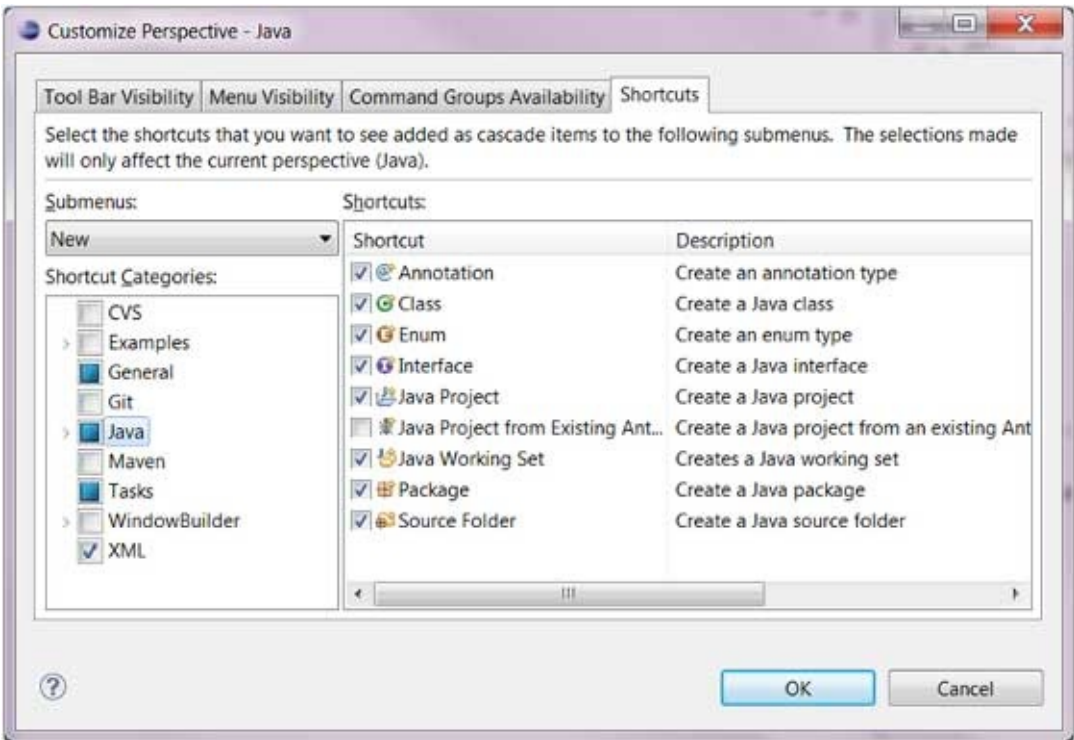 Customize Perspective - Java
Tool Bar Visibility Menu Visibility Command Groups Availability Shortcuts
Select the shortcuts that you want to see added as cascade items to the following submenus. The selections made
will only affect the current perspective (Java).
Submenus:
New
Shortcut Categories:
CVS
Examples
General
Git
Java
Maven
Tasks
WindowBuilder
XML
Shortcuts:
Shortcut Description
Annotation Create an annotation type
Class Create a Java class
Enum Create an enum type
Interface Create a Java interface
Java Project Create a Java project
Java Project from Existing Ant... Create a Java project from an existing Ant
Java Working Set Creates a Java working set
Package Create a Java package
Source Folder Create a Java source folder
OK Cancel